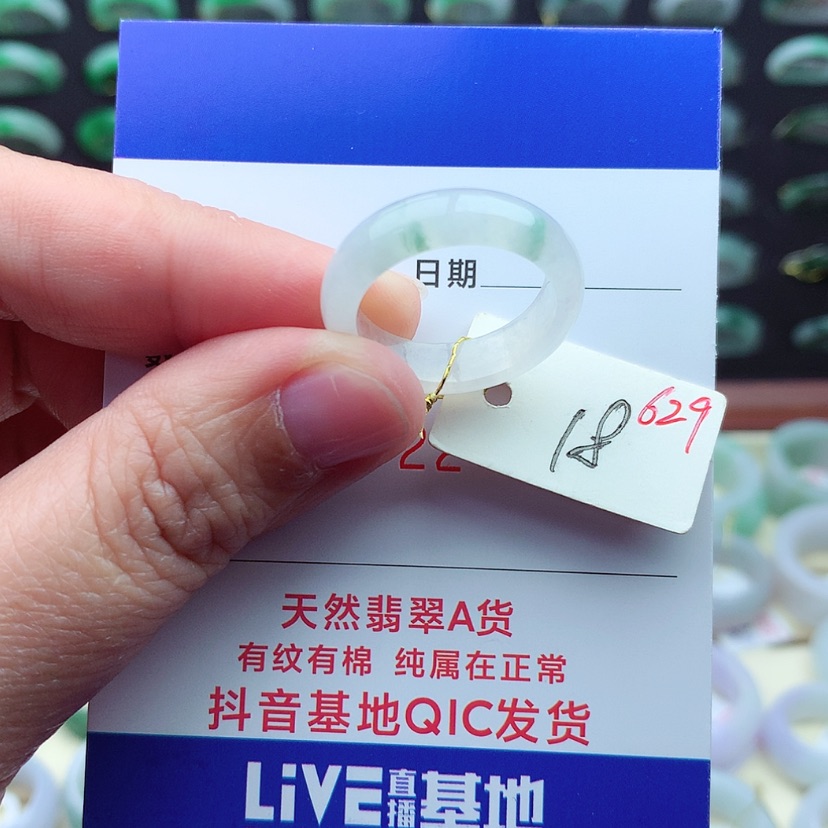 日期
18 629
22
天然翡翠A货
有纹有棉 纯属在正常
抖音基地QIC发货
LiVE直播基地